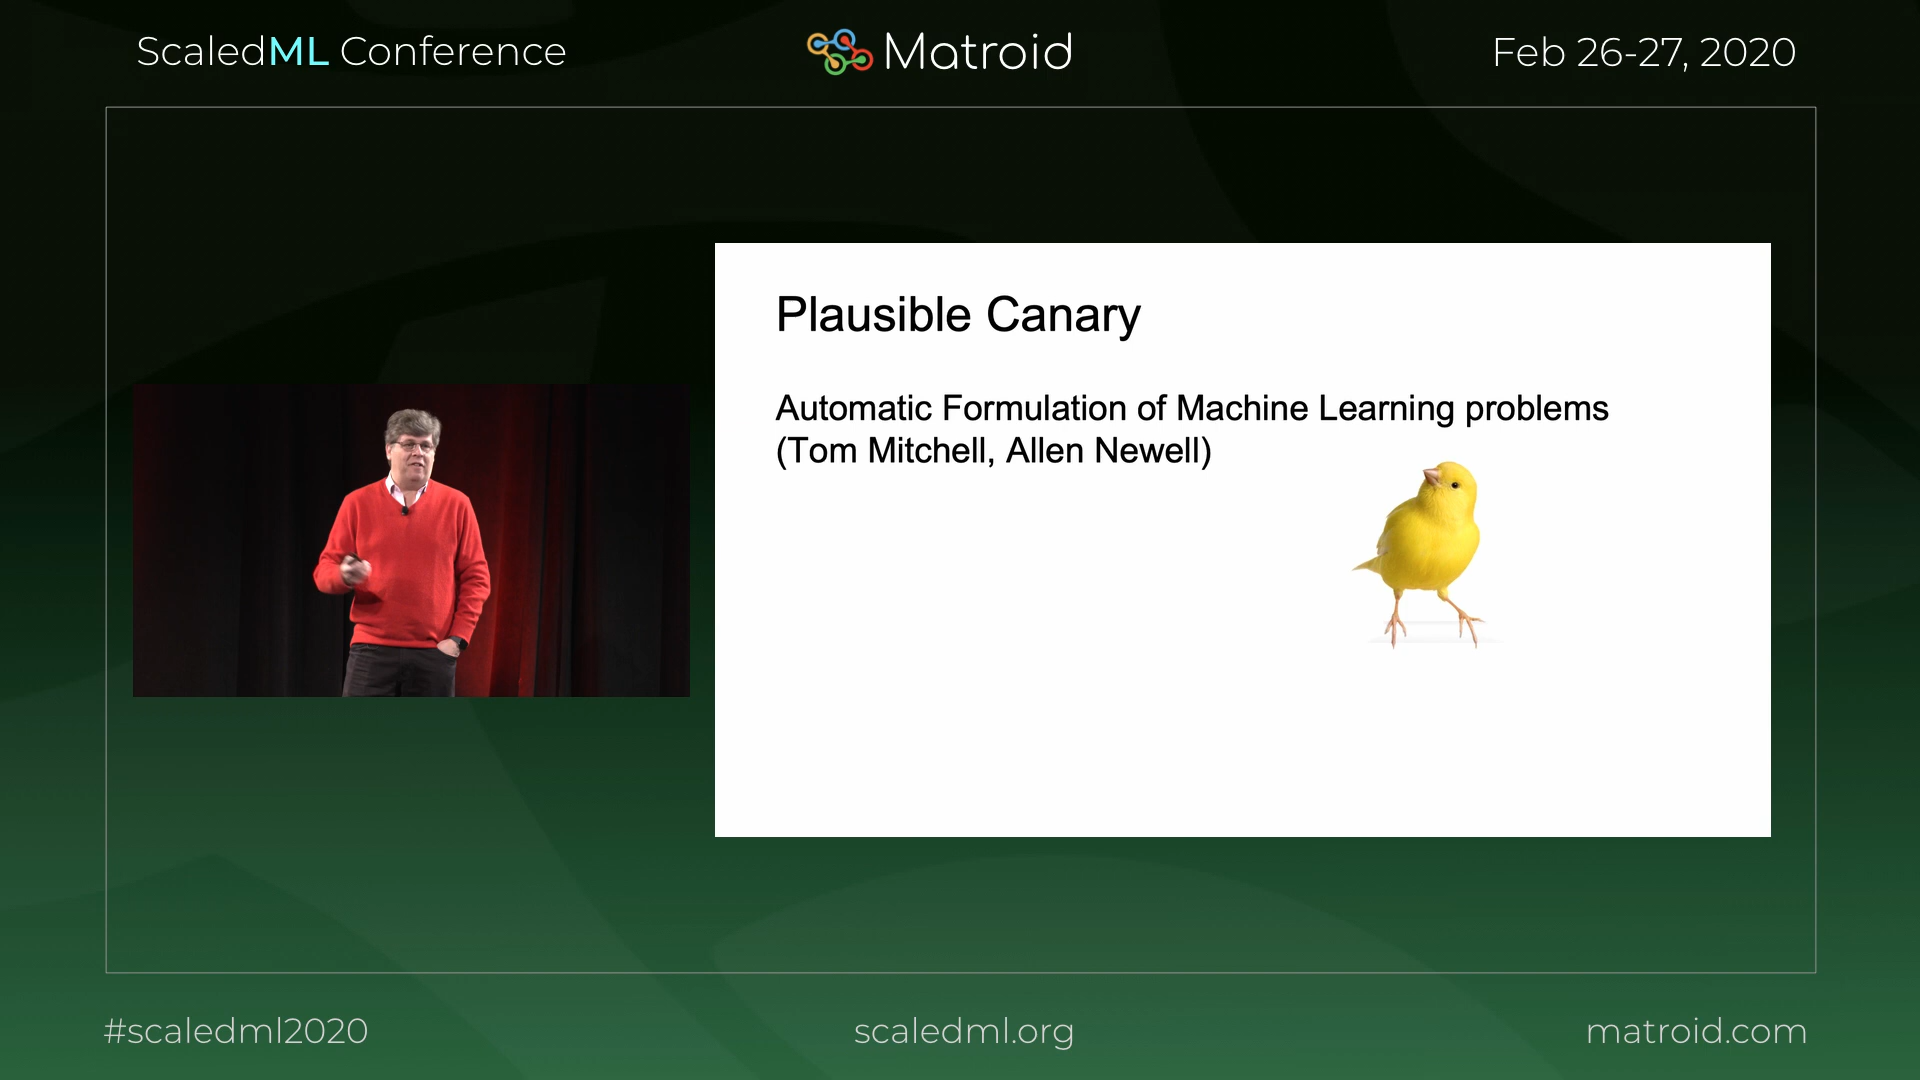 ScaledML Conference
Matroid
Feb 26-27, 2020
Plausible Canary
Automatic Formulation of Machine Learning problems
(Tom Mitchell, Allen Newell)
#scaledml2020
scaledml.org
matroid.com